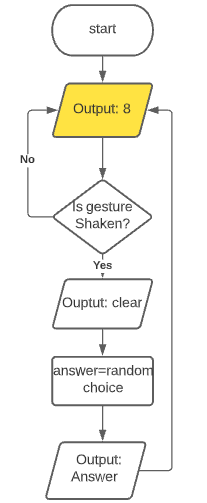 start
Output: 8
No
Is gesture
Shaken?
Yes
Ouptut: clear
answer=random
choice
Output:
Answer